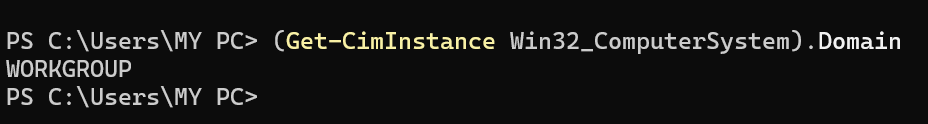 PS C:\Users\MY PC> (Get-CimInstance Win32_ComputerSystem).Domain
WORKGROUP
PS C:\Users\MY PC>